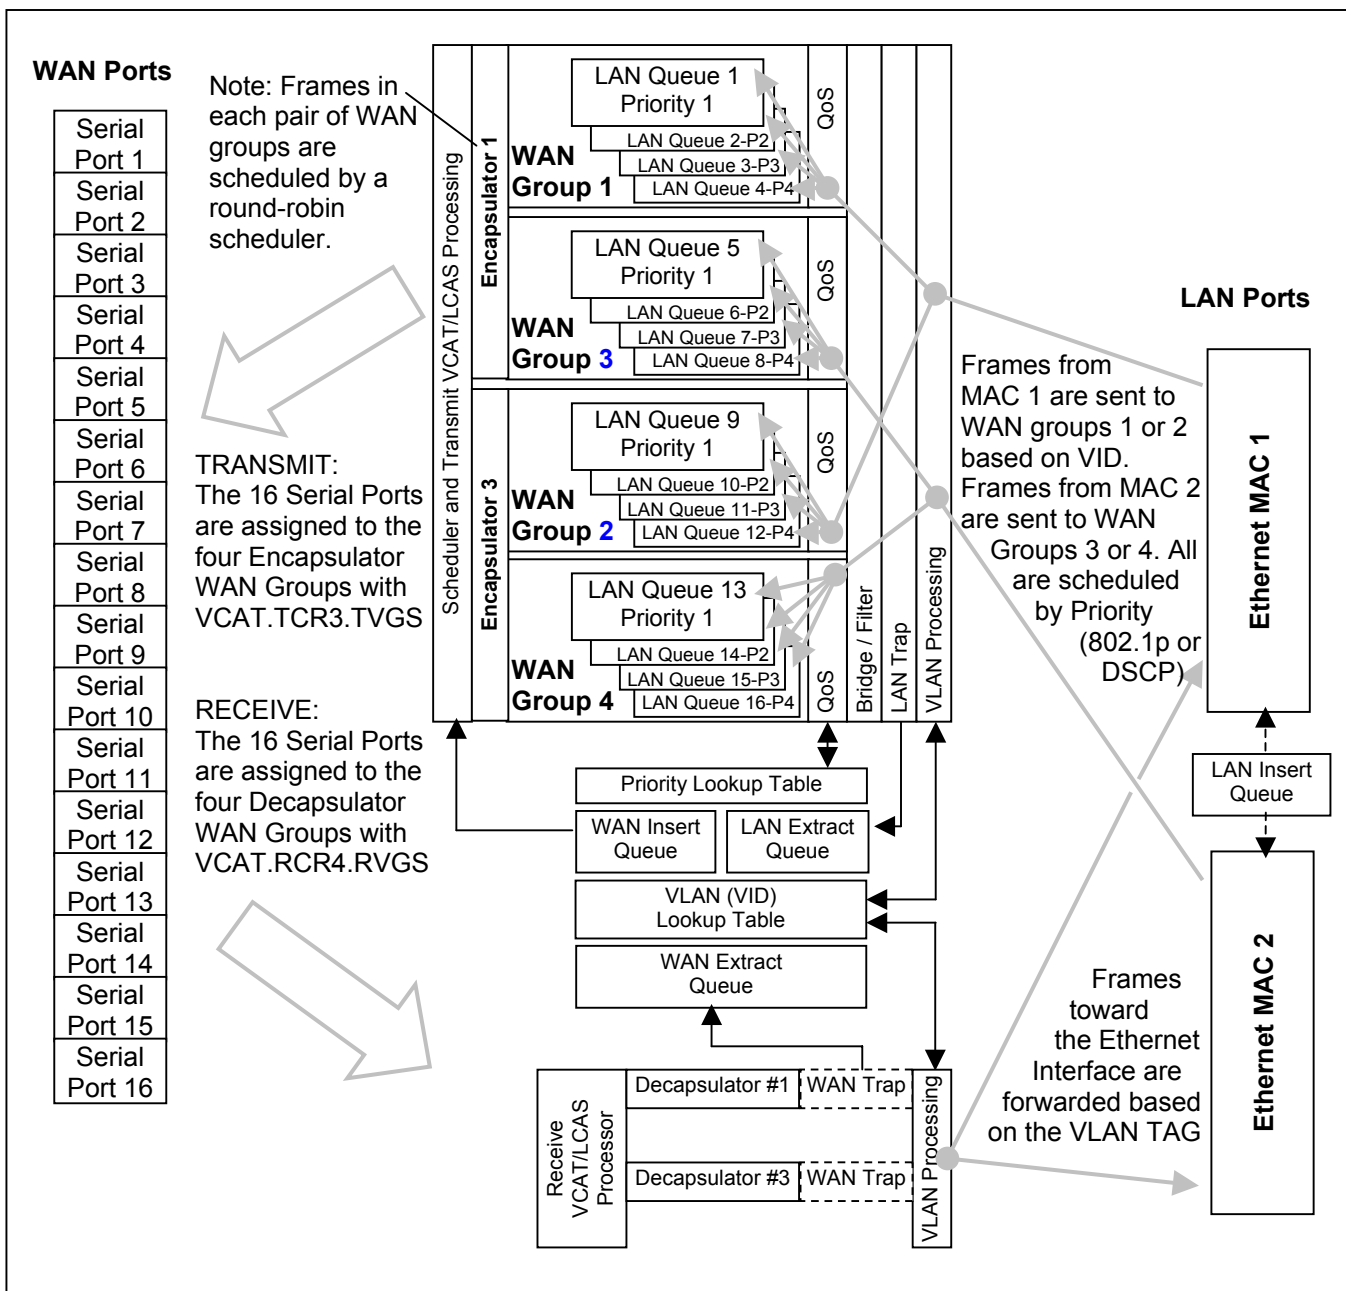 WAN Ports
Serial
Port 1
Serial
Port 2
Serial
Port 3
Serial
Port 4
Serial
Port 5
Serial
Port 6
Serial
Port 7
Serial
Port 8
Serial
Port 9
Serial
Port 10
Serial
Port 11
Serial
Port 12
Serial
Port 13
Serial
Port 14
Serial
Port 15
Serial
Port 16
Note: Frames in
each pair of WAN
groups are
scheduled by a
round-robin
scheduler.
TRANSMIT:
The 16 Serial Ports
are assigned to the
four Encapsulator
WAN Groups with
VCAT.TCR3.TVGS
RECEIVE:
The 16 Serial Ports
are assigned to the
four Decapsulator
WAN Groups with
VCAT.RCR4.RVGS
Scheduler and Transmit VCAT/LCAS Processing
Encapsulator 1
WAN
Group 1
LAN Queue 1
Priority 1
LAN Queue 2-P2
LAN Queue 3-P3
LAN Queue 4-P4
QoS
WAN
Group 3
LAN Queue 5
Priority 1
LAN Queue 6-P2
LAN Queue 7-P3
LAN Queue 8-P4
QoS
Encapsulator 3
WAN
Group 2
LAN Queue 9
Priority 1
LAN Queue 10-P2
LAN Queue 11-P3
LAN Queue 12-P4
QoS
WAN
Group 4
LAN Queue 13
Priority 1
LAN Queue 14-P2
LAN Queue 15-P3
LAN Queue 16-P4
QoS
Bridge / Filter
LAN Trap
VLAN Processing
Priority Lookup Table
WAN Insert
Queue
LAN Extract
Queue
VLAN (VID)
Lookup Table
WAN Extract
Queue
Receive
VCAT/LCAS
Processor
Decapsulator #1
WAN Trap
Decapsulator #3
WAN Trap
VLAN Processing
LAN Ports
Frames from
MAC 1 are sent to
WAN groups 1 or 2
based on VID.
Frames from MAC 2
are sent to WAN
Groups 3 or 4. All
are scheduled
by Priority
(802.1p or
DSCP)
Ethernet MAC 1
LAN Insert
Queue
Ethernet MAC 2
Frames
toward
the Ethernet
Interface are
forwarded based
on the VLAN TAG